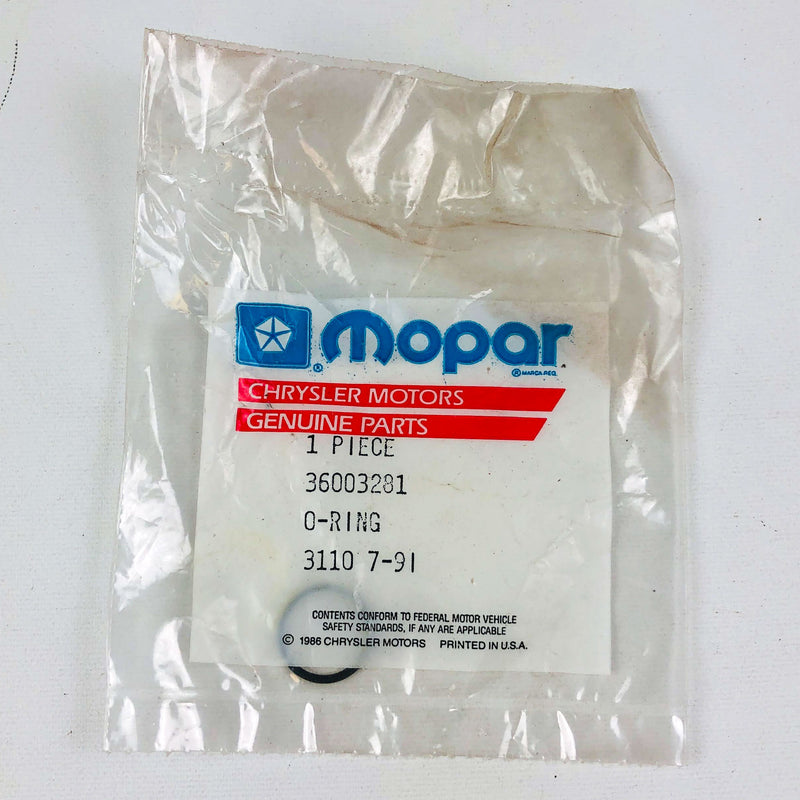 mopar
® MARCA REG.
CHRYSLER MOTORS
GENUINE PARTS
1 PIECE
36003281
O-RING
3110 7-91
CONTENTS CONFORM TO FEDERAL MOTOR VEHICLE
SAFETY STANDARDS, IF ANY ARE APPLICABLE
© 1986 CHRYSLER MOTORS PRINTED IN U.S.A.